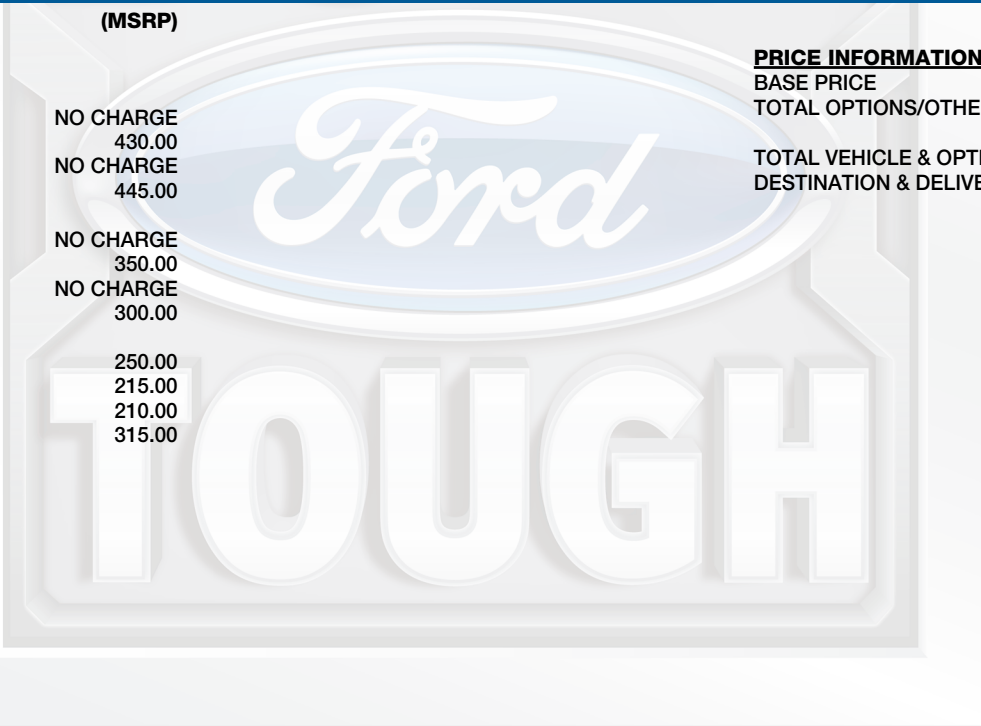 (MSRP)
NO CHARGE
430.00
NO CHARGE
445.00
NO CHARGE
350.00
NO CHARGE
300.00
250.00
215.00
210.00
315.00
PRICE INFORMATION
BASE PRICE
TOTAL OPTIONS/OTHE
TOTAL VEHICLE & OPTI
DESTINATION & DELIVE
Ford
TOUGH